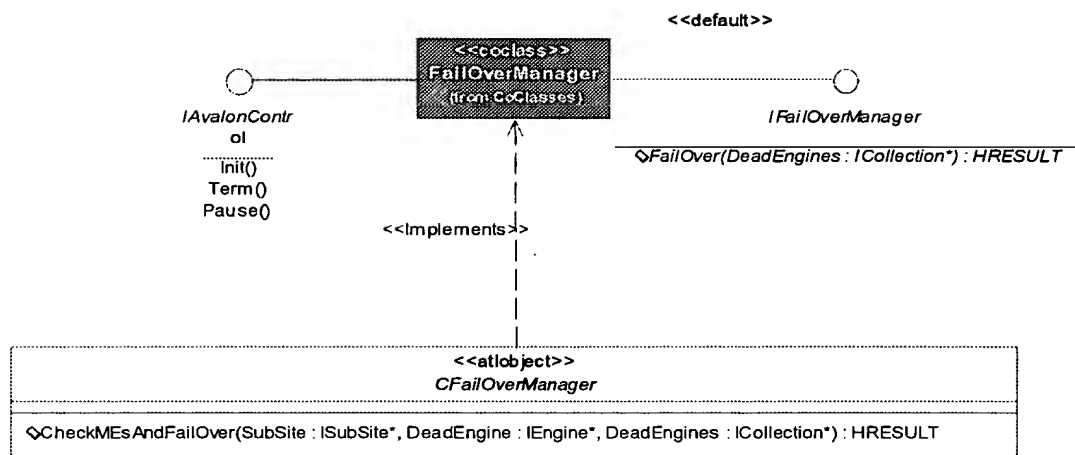 <<default>>
<<coclass>>
FailOverManager
(from CoClasses)
IAvalonContr
ol
Init()
Term()
Pause()
IFailOverManager
FailOver(DeadEngines : ICollection*) : HRESULT
<<Implements>>
<<atlobject>>
CFailOverManager
CheckMEsAndFailOver(SubSite : ISubSite*, DeadEngine : IEngine*, DeadEngines : ICollection*) : HRESULT